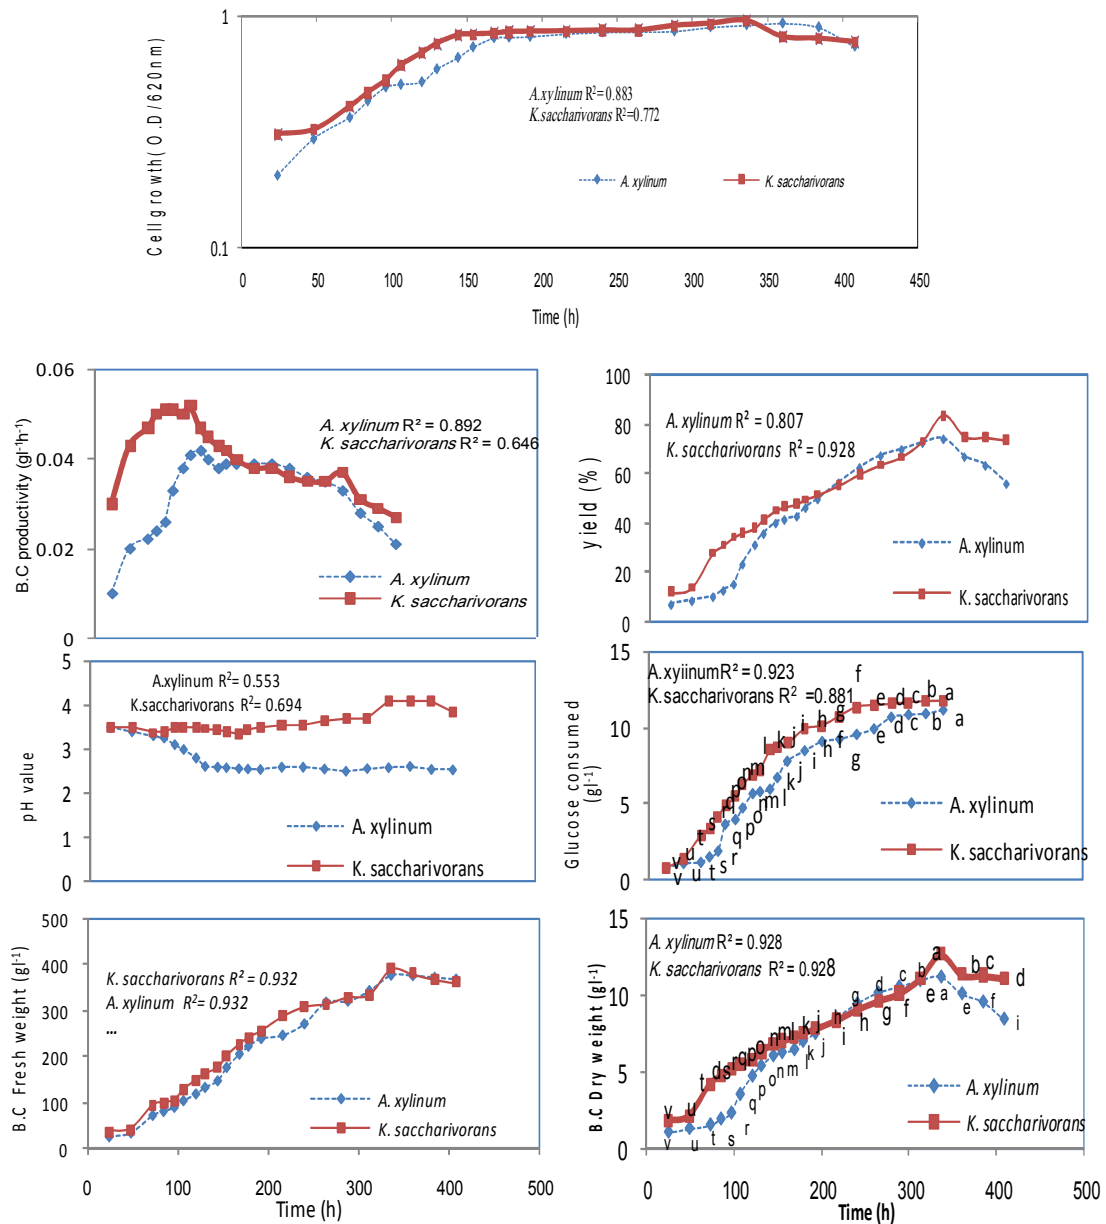 1
0.1
Cell growth( O.D/620nm)
A.xylinum R²=0.883
K.saccharivorans R²=0.772
A. xylinum
K. saccharivorans
0 50 100 150 200 250 300 350 400 450
Time (h)
0.06
0.04
0.02
0
B.C productivity (gl⁻¹h⁻¹)
A. xylinum R² = 0.892
K. saccharivorans R² = 0.646
A. xylinum
K. saccharivorans
100
80
60
40
20
0
yield (%)
A. xylinum R² = 0.807
K. saccharivorans R² = 0.928
A. xylinum
K. saccharivorans
5
4
3
2
1
0
pH value
A.xylinum R²= 0.553
K.saccharivorans R²= 0.694
A. xylinum
K. saccharivorans
15
10
5
0
Glucose consumed
(gl⁻¹)
A.xyiinum R² = 0.923
K.saccharivorans R² =0.881
f
e d c b a
g
h
i
j
k
l
m
n
o
p
q
r
s
t
u
v
a
b
c
d
e
f
g
h
i
j
k
l
m
n
o
p
q
r
s
t
u
v
A. xylinum
K. saccharivorans
500
400
300
200
100
0
B.C Fresh weight (gl⁻¹)
K. saccharivorans R² = 0.932
A. xylinum R² =0.932
...
A. xylinum
K. saccharivorans
0 100 200 300 400 500
Time (h)
15
10
5
0
B.C Dry weight (gl⁻¹)
A. xylinum R² = 0.928
K. saccharivorans R² = 0.928
a
b c d
b
c
d
g
h
j
k
l
m
n
o
p
q
r
s
d
t
u
v
a
e
f
i
e
f
g
h
i
j
l
m
n
o
p
q
r
s
t
u
v
A. xylinum
K. saccharivorans
0 100 200 300 400 500
Time (h)